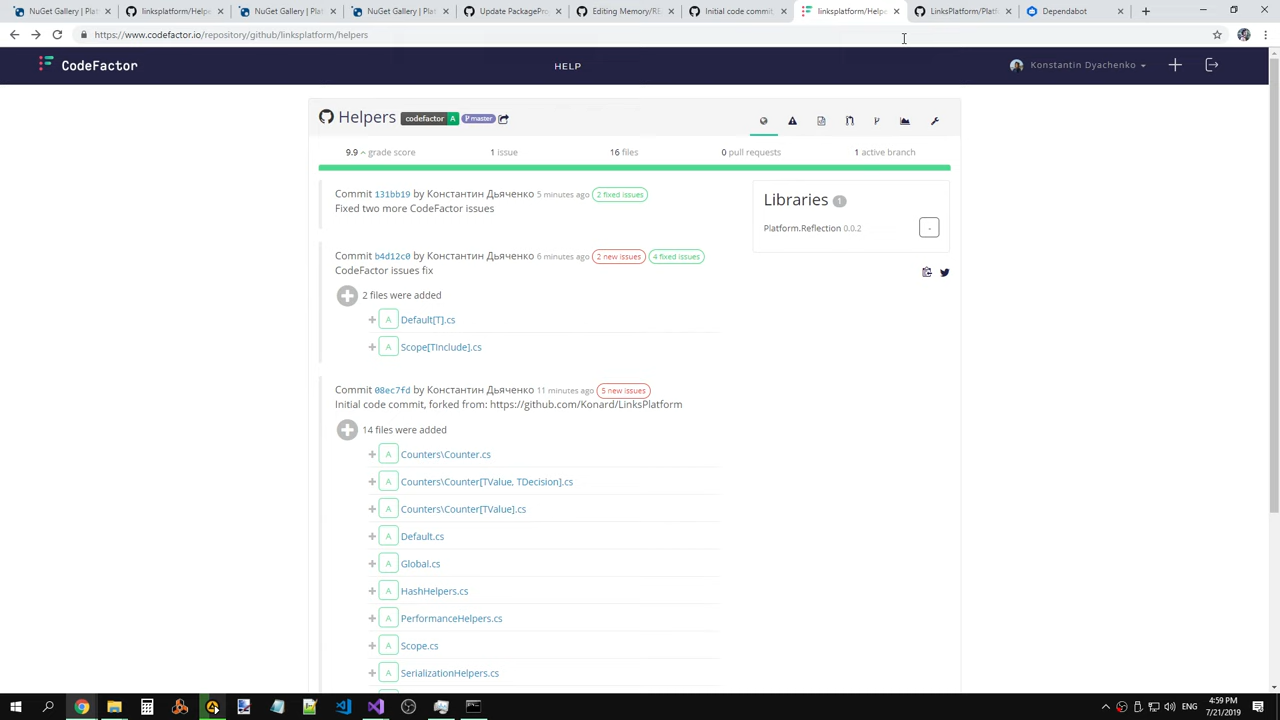 NuGet Gallery | Plat
linksplatform/Helpers
NuGet Gallery | Plat
NuGet Gallery | Plat
Update PackagePro
Editing Memory/RE
Initial code commit,
linksplatform/Helpe
LinksPlatform/Platf
Dependabot
https://www.codefactor.io/repository/github/linksplatform/helpers
CodeFactor
HELP
Konstantin Dyachenko
Helpers codefactor A master
9.9 grade score
1 issue
16 files
0 pull requests
1 active branch
Commit 131bb19 by Константин Дьяченко 5 minutes ago 2 fixed issues
Fixed two more CodeFactor issues
Commit b4d12c0 by Константин Дьяченко 6 minutes ago 2 new issues 4 fixed issues
CodeFactor issues fix
2 files were added
A Default[T].cs
A Scope[TInclude].cs
Commit 08ec7fd by Константин Дьяченко 11 minutes ago 5 new issues
Initial code commit, forked from: https://github.com/Konard/LinksPlatform
14 files were added
A Counters\Counter.cs
A Counters\Counter[TValue, TDecision].cs
A Counters\Counter[TValue].cs
A Default.cs
A Global.cs
A HashHelpers.cs
A PerformanceHelpers.cs
A Scope.cs
A SerializationHelpers.cs
Libraries 1
Platform.Reflection 0.0.2
-
ENG
4:59 PM
7/21/2019